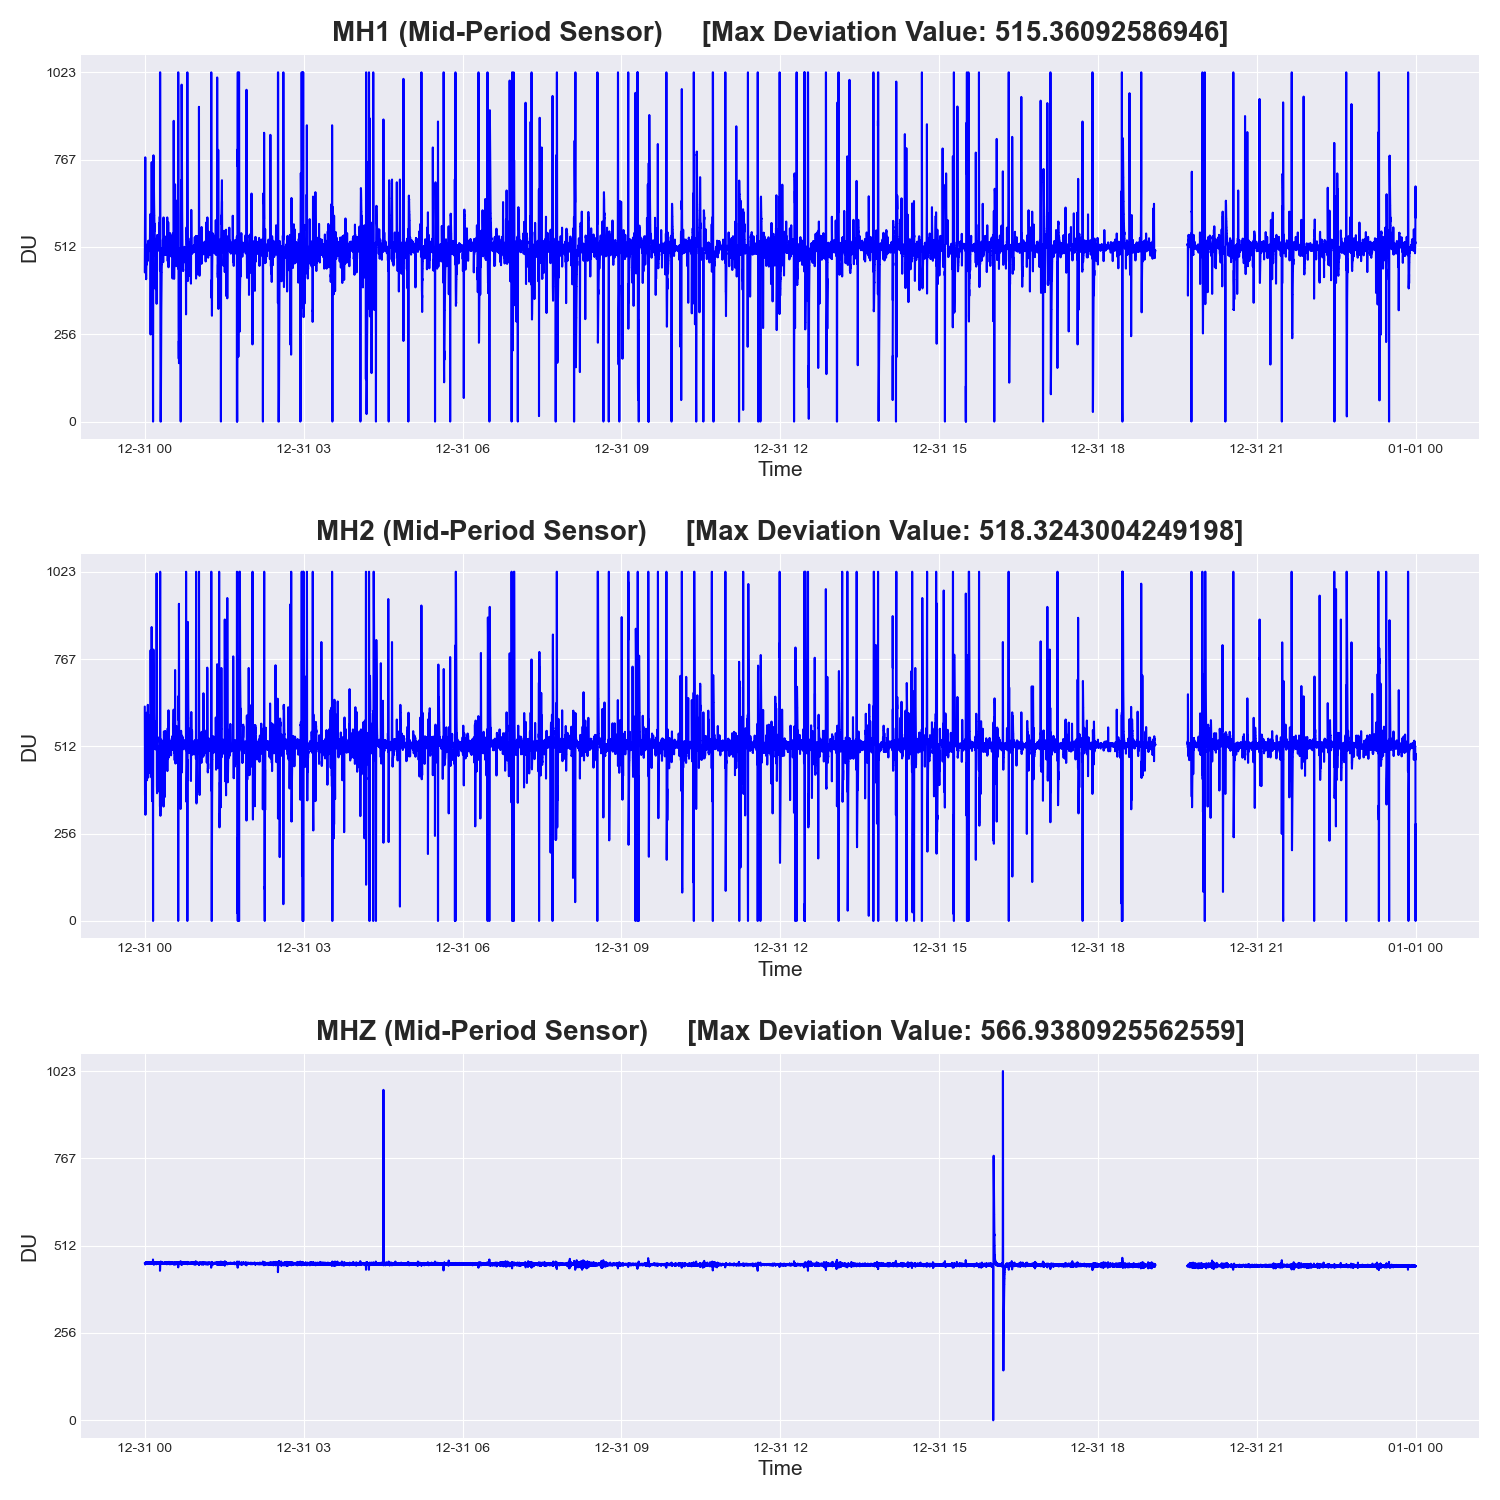 MH1 (Mid-Period Sensor) [Max Deviation Value: 515.36092586946]
DU
1023
767
512
256
0
12-31 00 12-31 03 12-31 06 12-31 09 12-31 12 12-31 15 12-31 18 12-31 21 01-01 00
Time
MH2 (Mid-Period Sensor) [Max Deviation Value: 518.3243004249198]
DU
1023
767
512
256
0
12-31 00 12-31 03 12-31 06 12-31 09 12-31 12 12-31 15 12-31 18 12-31 21 01-01 00
Time
MHZ (Mid-Period Sensor) [Max Deviation Value: 566.9380925562559]
DU
1023
767
512
256
0
12-31 00 12-31 03 12-31 06 12-31 09 12-31 12 12-31 15 12-31 18 12-31 21 01-01 00
Time